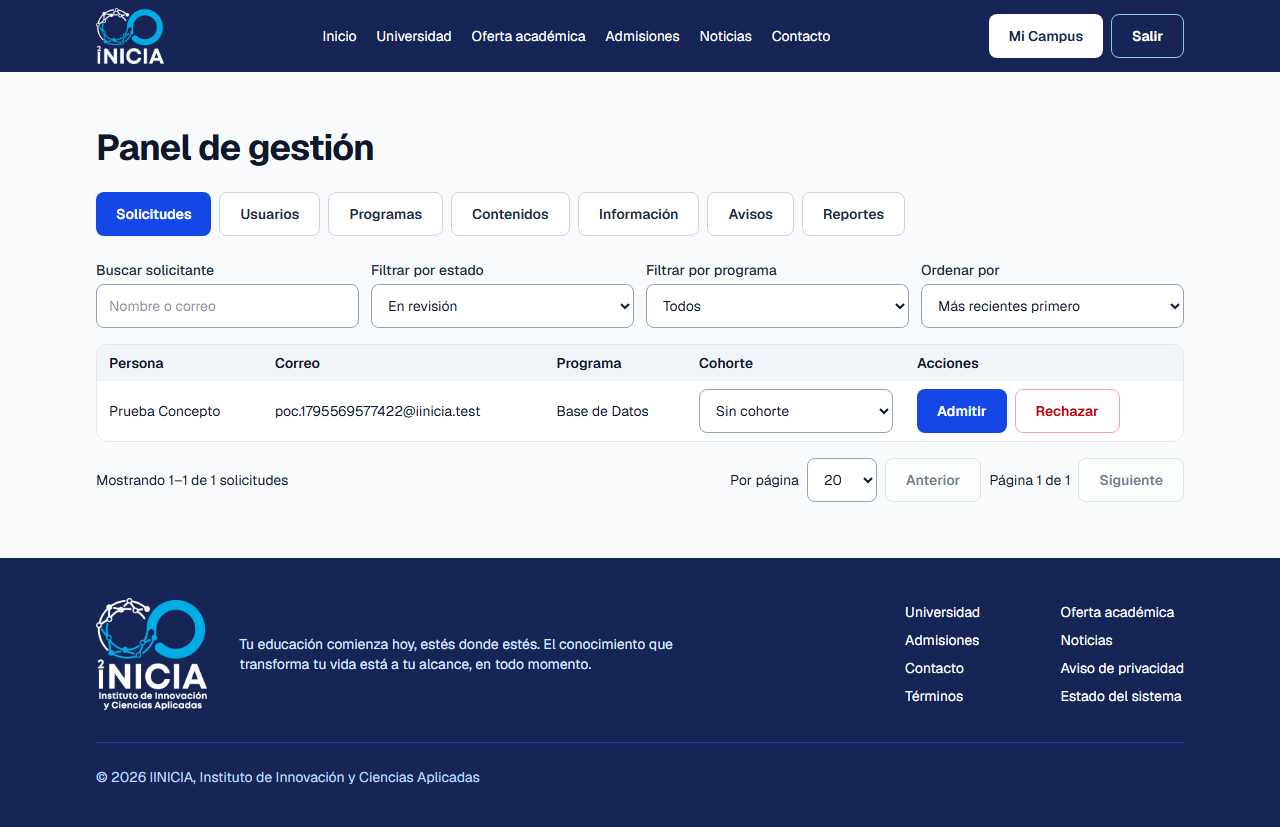 2
iNICIA
Inicio
Universidad
Oferta académica
Admisiones
Noticias
Contacto
Mi Campus
Salir
Panel de gestión
Solicitudes
Usuarios
Programas
Contenidos
Información
Avisos
Reportes
Buscar solicitante
Filtrar por estado
Filtrar por programa
Ordenar por
Nombre o correo
En revisión
Todos
Más recientes primero
Persona
Correo
Programa
Cohorte
Acciones
Prueba Concepto
poc.1795569577422@iinicia.test
Base de Datos
Sin cohorte
Admitir
Rechazar
Mostrando 1–1 de 1 solicitudes
Por página
20
Anterior
Página 1 de 1
Siguiente
2
iNICIA
Instituto de Innovación
y Ciencias Aplicadas
Tu educación comienza hoy, estés donde estés. El conocimiento que
transforma tu vida está a tu alcance, en todo momento.
Universidad
Admisiones
Contacto
Términos
Oferta académica
Noticias
Aviso de privacidad
Estado del sistema
© 2026 IINICIA, Instituto de Innovación y Ciencias Aplicadas